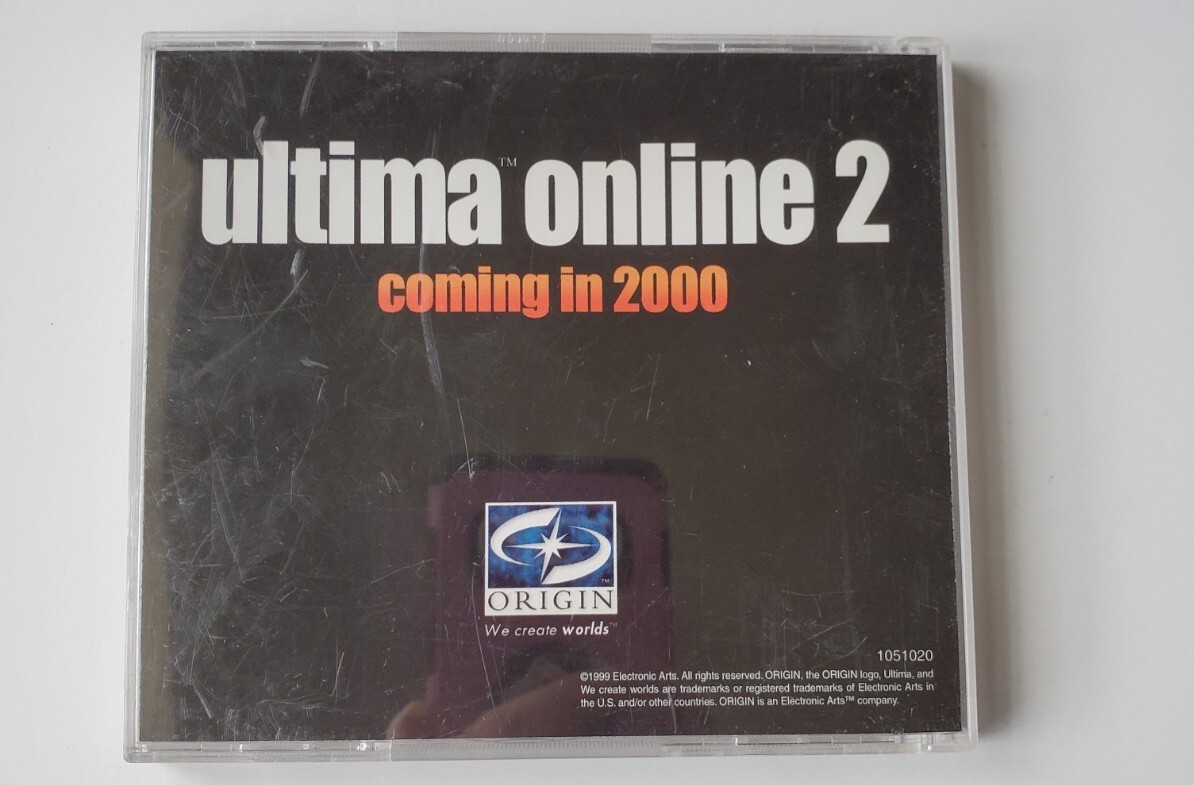 ultima™ online 2
coming in 2000
™
ORIGIN
We create worlds™
1051020
©1999 Electronic Arts. All rights reserved. ORIGIN, the ORIGIN logo, Ultima, and
We create worlds are trademarks or registered trademarks of Electronic Arts in
the U.S. and/or other countries. ORIGIN is an Electronic Arts™ company.